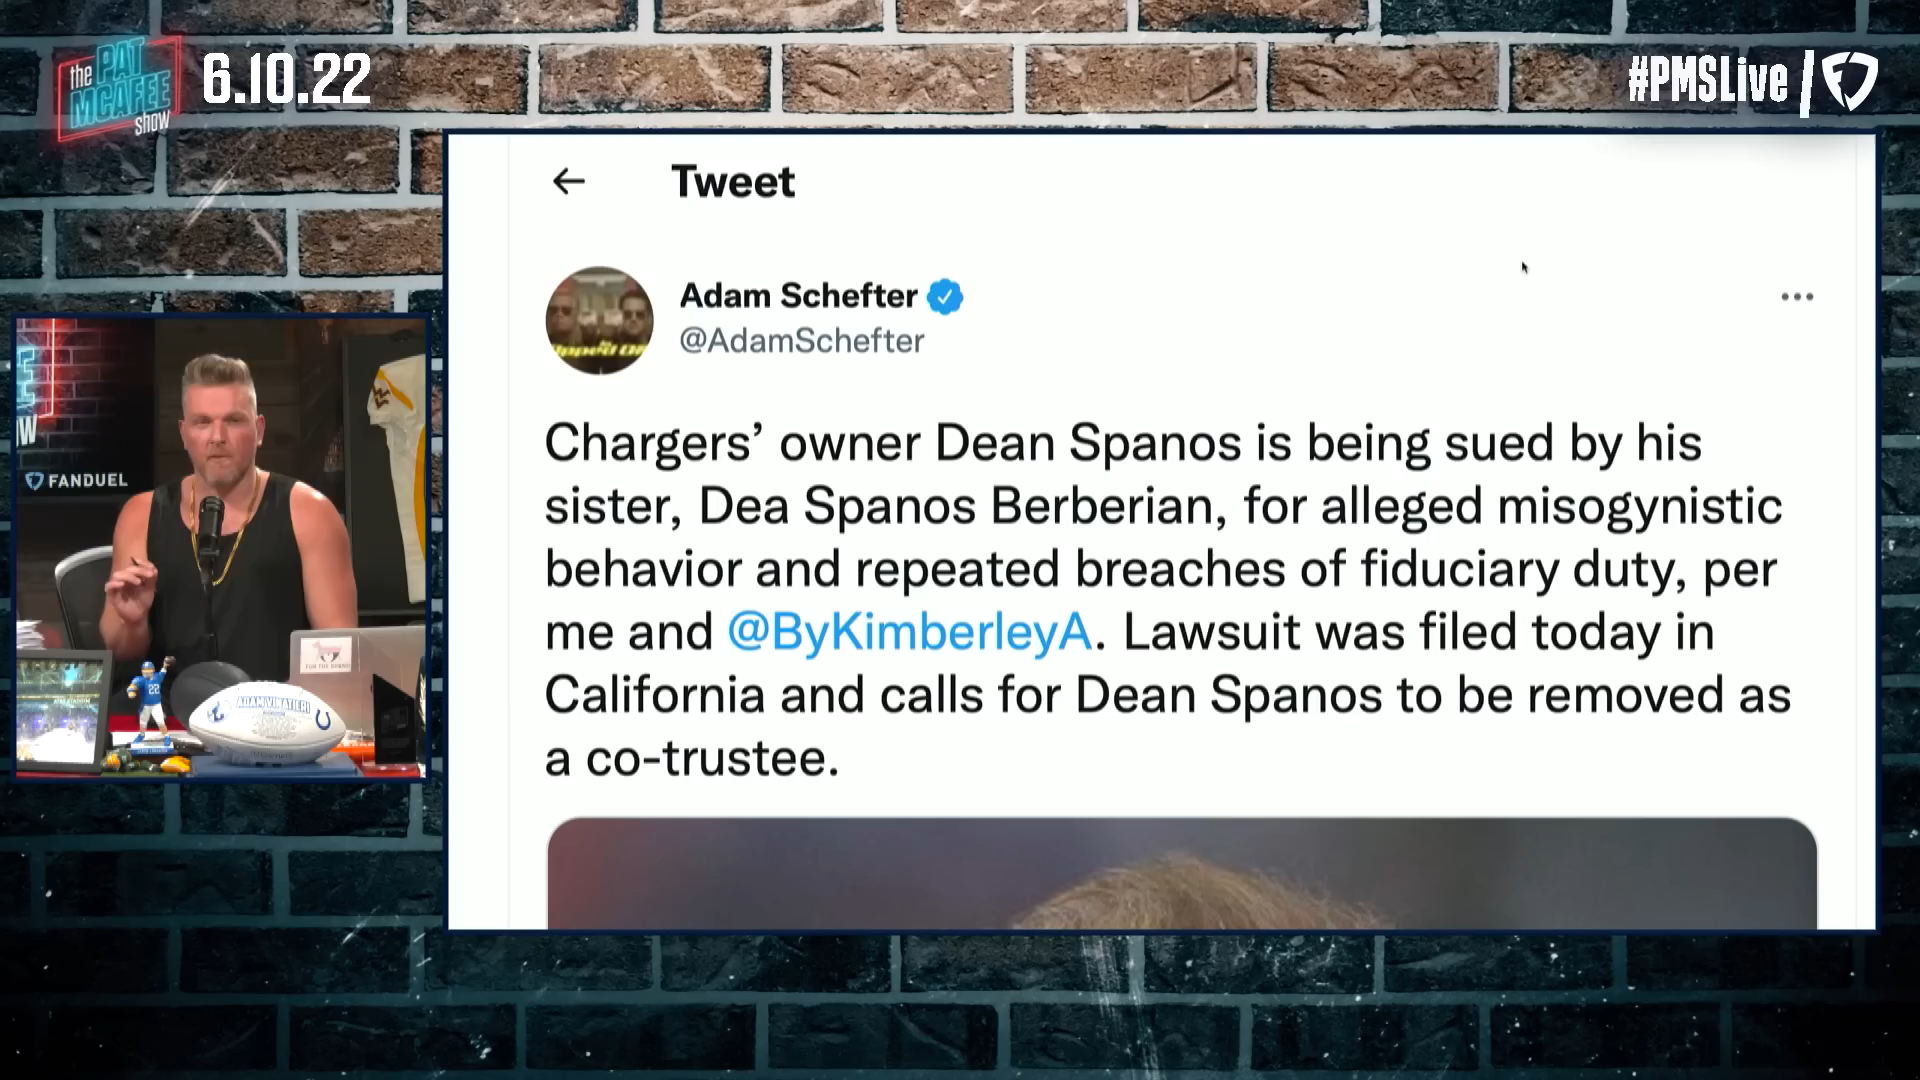 the PAT
MCAFEE
show
6.10.22
#PMSLive
Tweet
Adam Schefter
@AdamSchefter
Chargers’ owner Dean Spanos is being sued by his
sister, Dea Spanos Berberian, for alleged misogynistic
behavior and repeated breaches of fiduciary duty, per
me and @ByKimberleyA. Lawsuit was filed today in
California and calls for Dean Spanos to be removed as
a co-trustee.
FANDUEL
22
ADAM VINATIERI